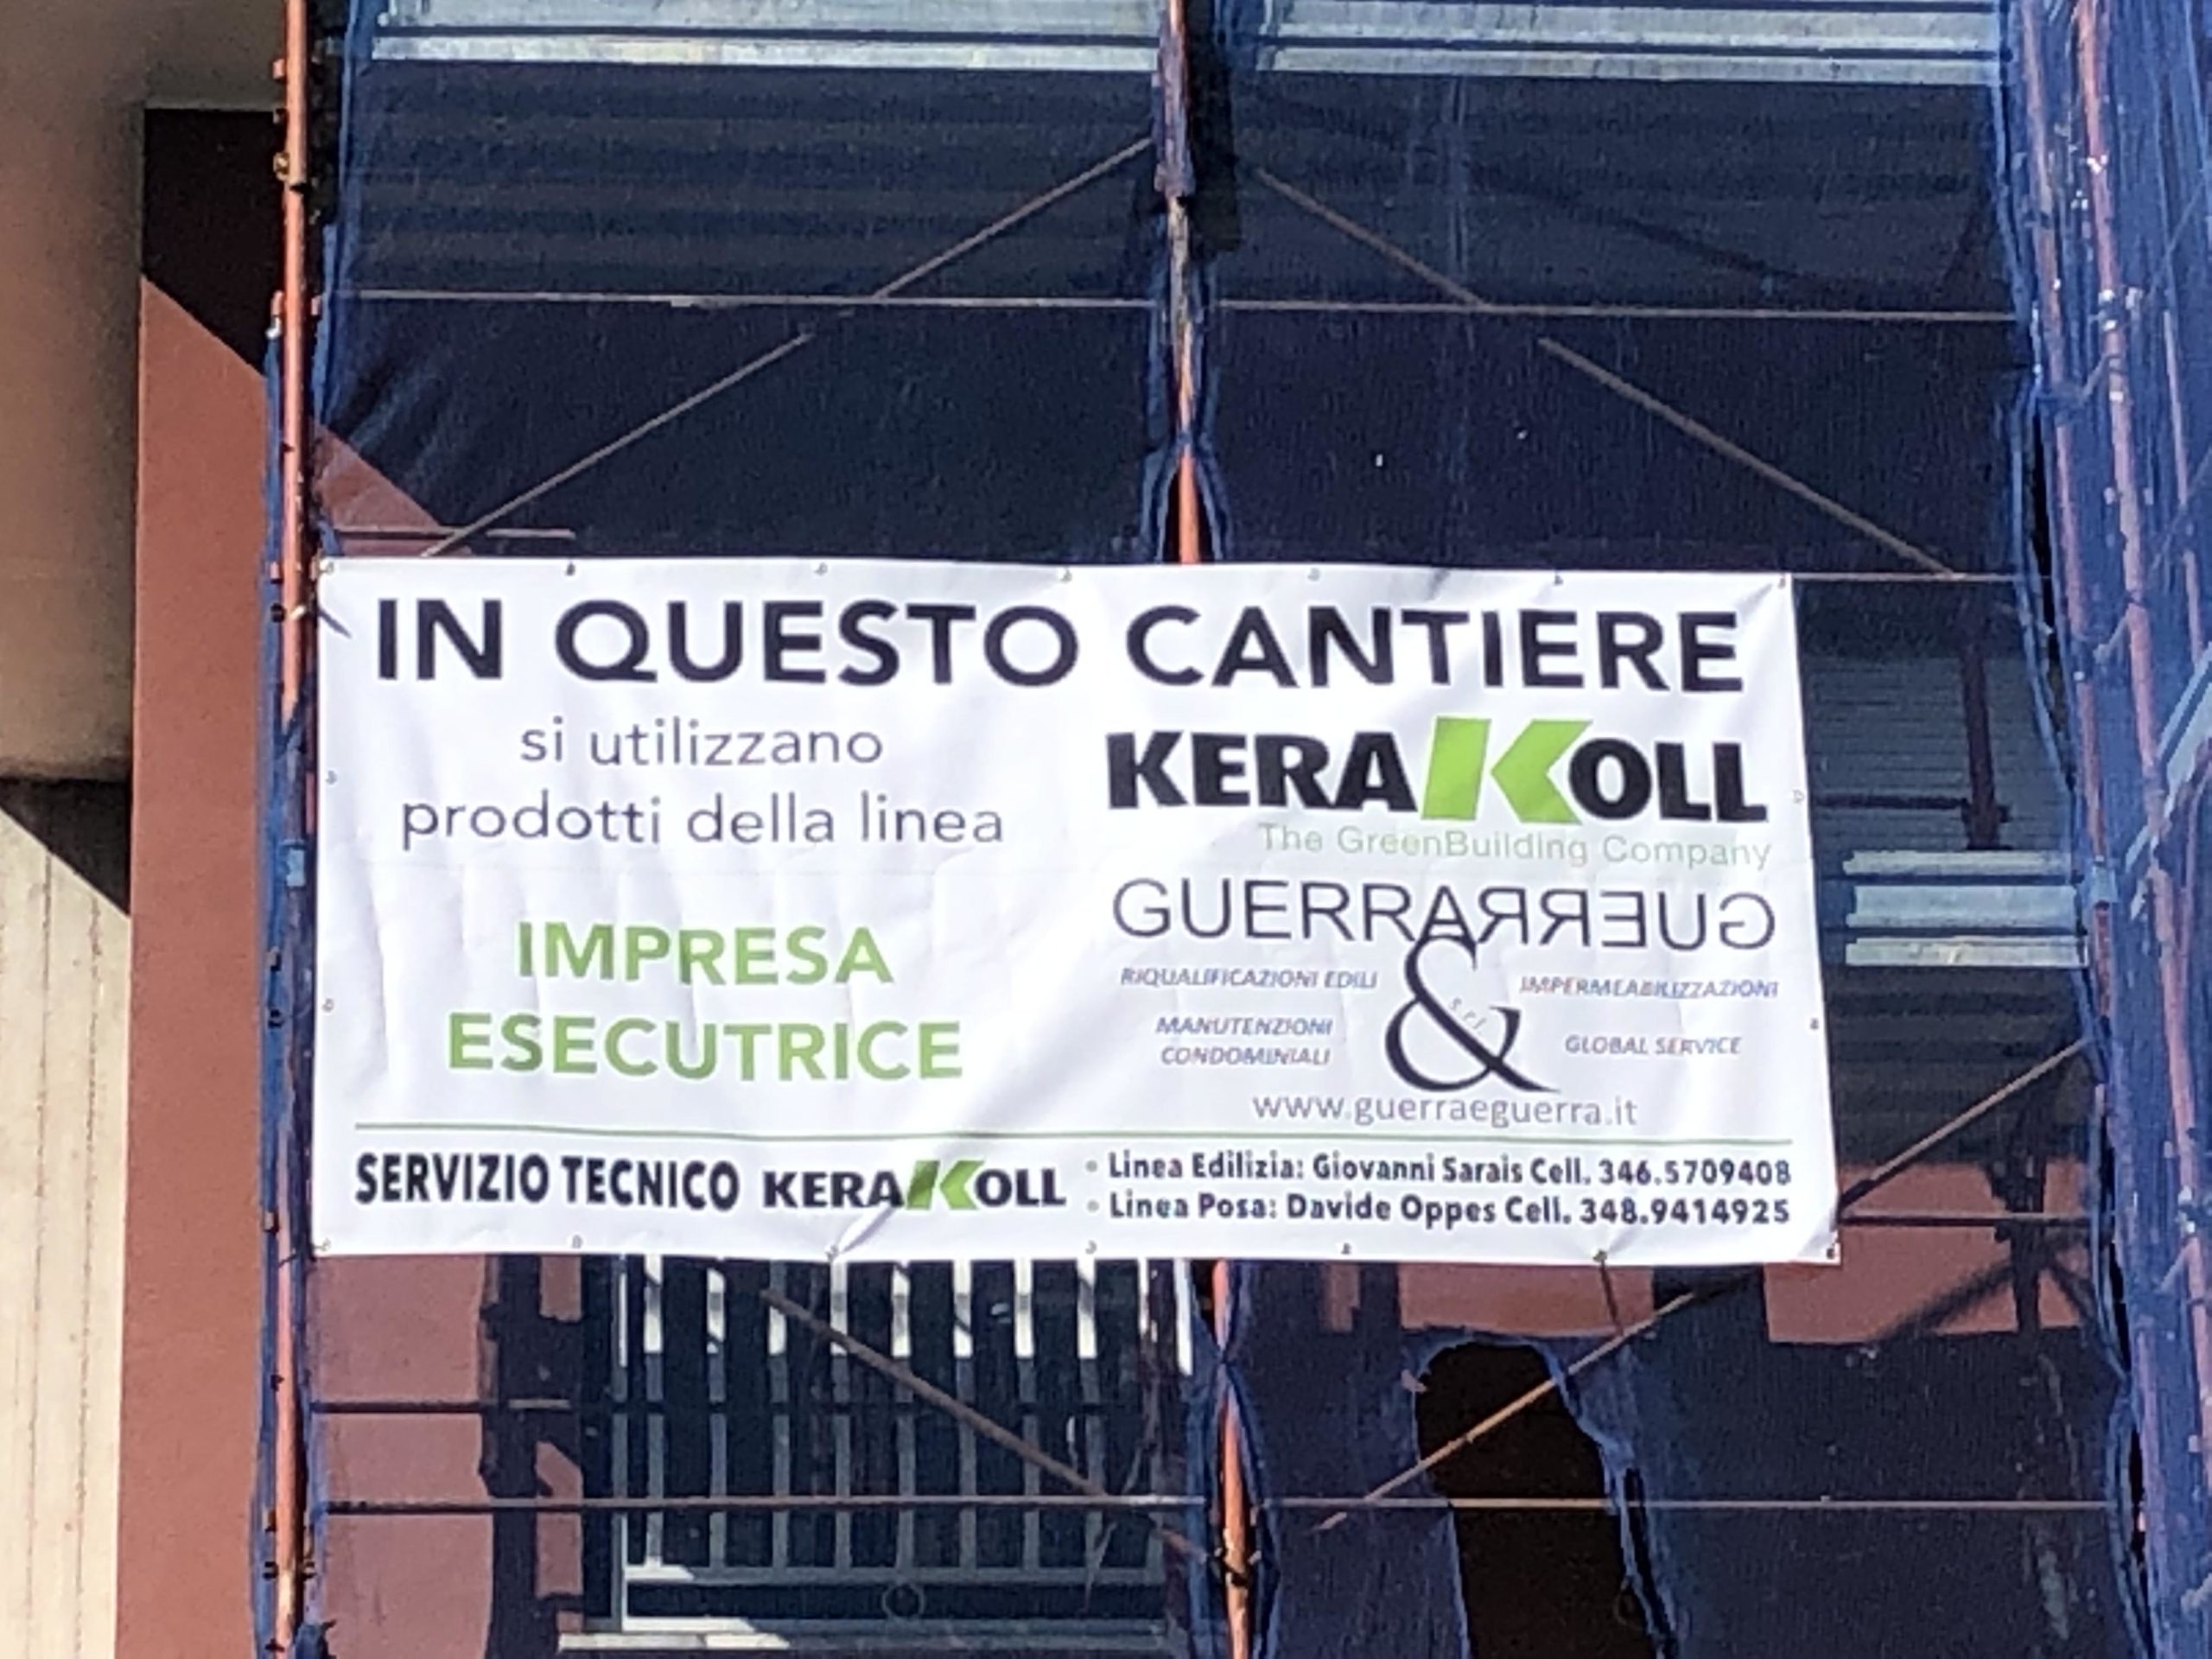 IN QUESTO CANTIERE
si utilizzano
prodotti della linea
KERAKOLL
The GreenBuilding Company
IMPRESA
ESECUTRICE
GUERRA & GUERRA
s.r.l.
RIQUALIFICAZIONI EDILI
IMPERMEABILIZZAZIONI
MANUTENZIONI
CONDOMINIALI
GLOBAL SERVICE
www.guerraeguerra.it
SERVIZIO TECNICO KERAKOLL
• Linea Edilizia: Giovanni Sarais Cell. 346.5709408
• Linea Posa: Davide Oppes Cell. 348.9414925